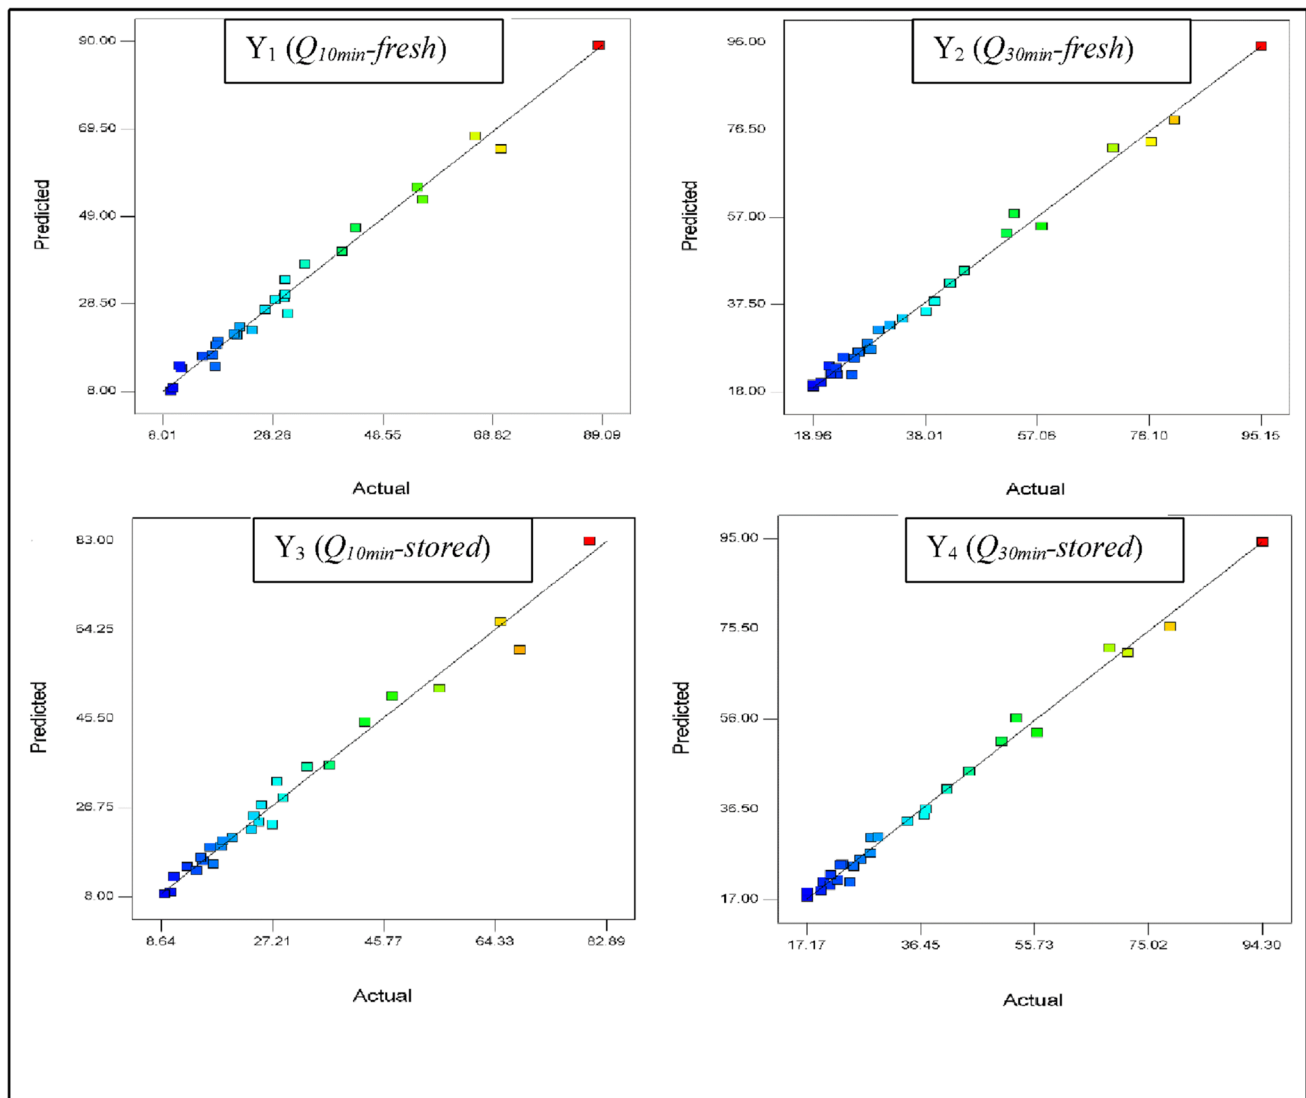 Y1 (Q10min-fresh)
90.00
69.50
49.00
28.50
8.00
Predicted
8.01 28.28 48.55 68.82 89.09
Actual
Y2 (Q30min-fresh)
96.00
76.50
57.00
37.50
18.00
Predicted
18.96 38.01 57.06 76.10 95.15
Actual
Y3 (Q10min-stored)
83.00
64.25
45.50
26.75
8.00
Predicted
8.64 27.21 45.77 64.33 82.89
Actual
Y4 (Q30min-stored)
95.00
75.50
56.00
36.50
17.00
Predicted
17.17 36.45 55.73 75.02 94.30
Actual